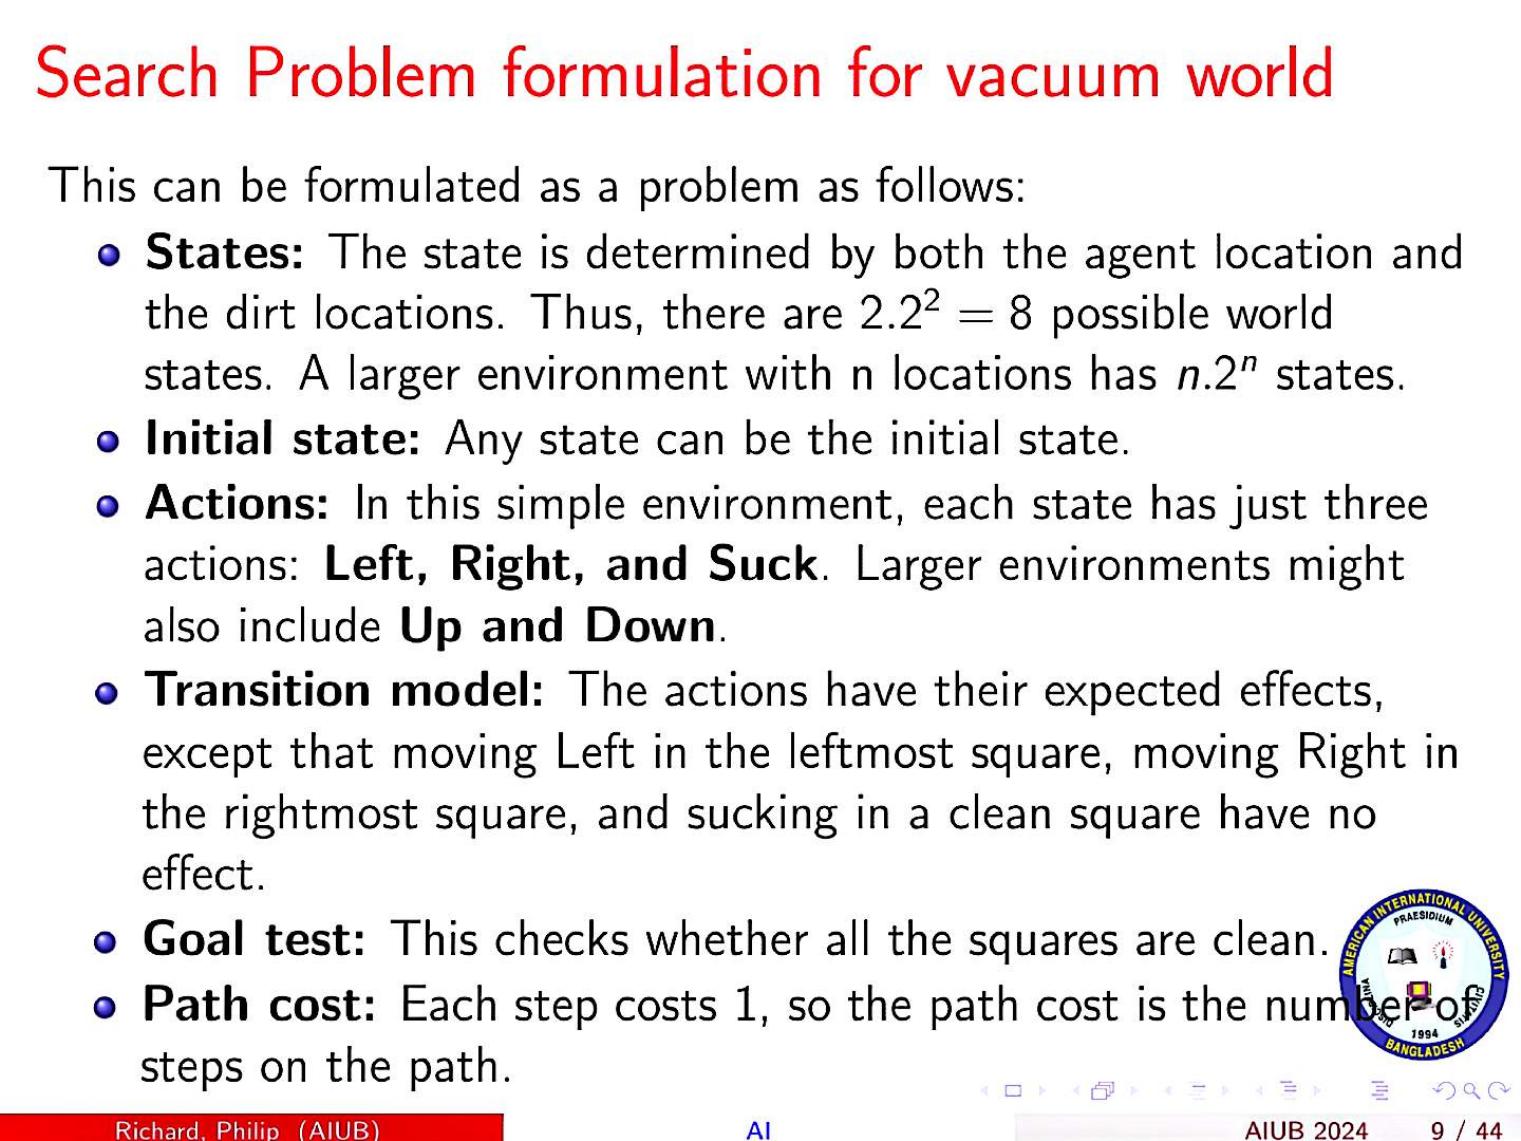 Search Problem formulation for vacuum world
This can be formulated as a problem as follows:
States: The state is determined by both the agent location and
the dirt locations. Thus, there are 2.2² = 8 possible world
states. A larger environment with n locations has n.2ⁿ states.
Initial state: Any state can be the initial state.
Actions: In this simple environment, each state has just three
actions: Left, Right, and Suck. Larger environments might
also include Up and Down.
Transition model: The actions have their expected effects,
except that moving Left in the leftmost square, moving Right in
the rightmost square, and sucking in a clean square have no
effect.
Goal test: This checks whether all the squares are clean.
Path cost: Each step costs 1, so the path cost is the number of
steps on the path.
AMERICAN INTERNATIONAL UNIVERSITY
PRAESIDIUM
1994
BANGLADESH
Richard, Philip (AIUB)
AI
AIUB 2024
9 / 44